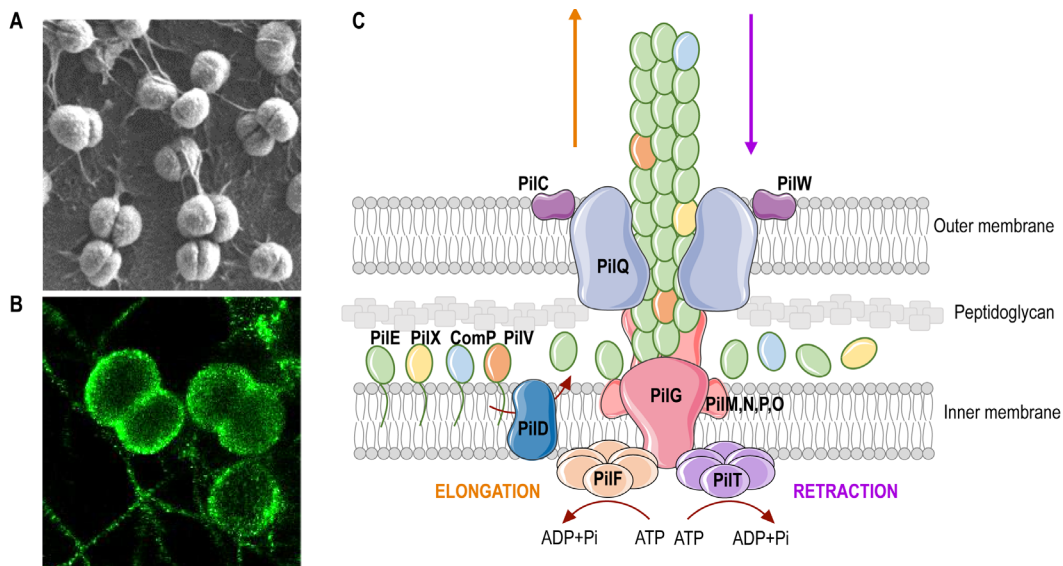 A
B
C
PilC
PilW
Outer membrane
PilQ
Peptidoglycan
PilE PilX ComP PilV
PilG
PilM,N,P,O
Inner membrane
PilD
ELONGATION
PilF
PilT
RETRACTION
ADP+Pi ATP ATP ADP+Pi